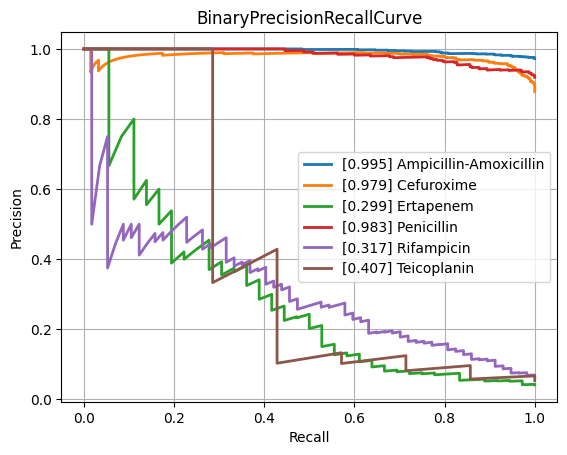 BinaryPrecisionRecallCurve
Precision
1.0
0.8
0.6
0.4
0.2
0.0
[0.995] Ampicillin-Amoxicillin
[0.979] Cefuroxime
[0.299] Ertapenem
[0.983] Penicillin
[0.317] Rifampicin
[0.407] Teicoplanin
0.0 0.2 0.4 0.6 0.8 1.0
Recall